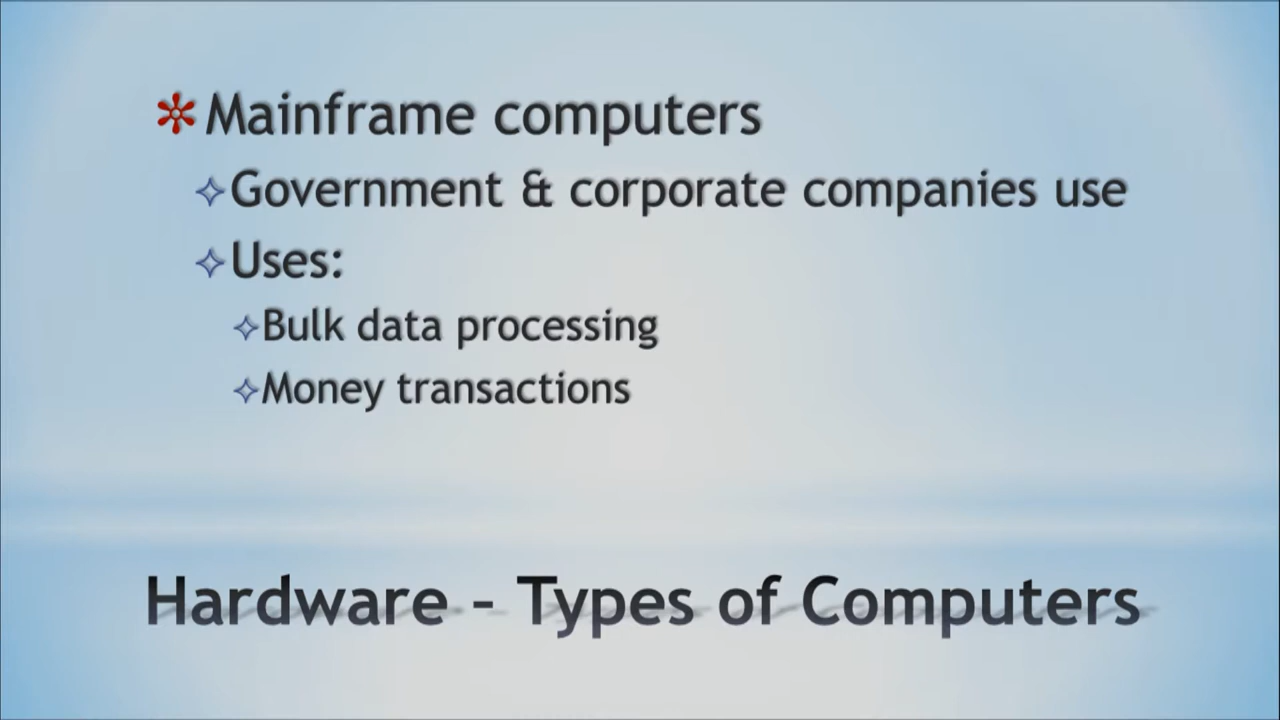 Mainframe computers
Government & corporate companies use
Uses:
Bulk data processing
Money transactions
Hardware – Types of Computers